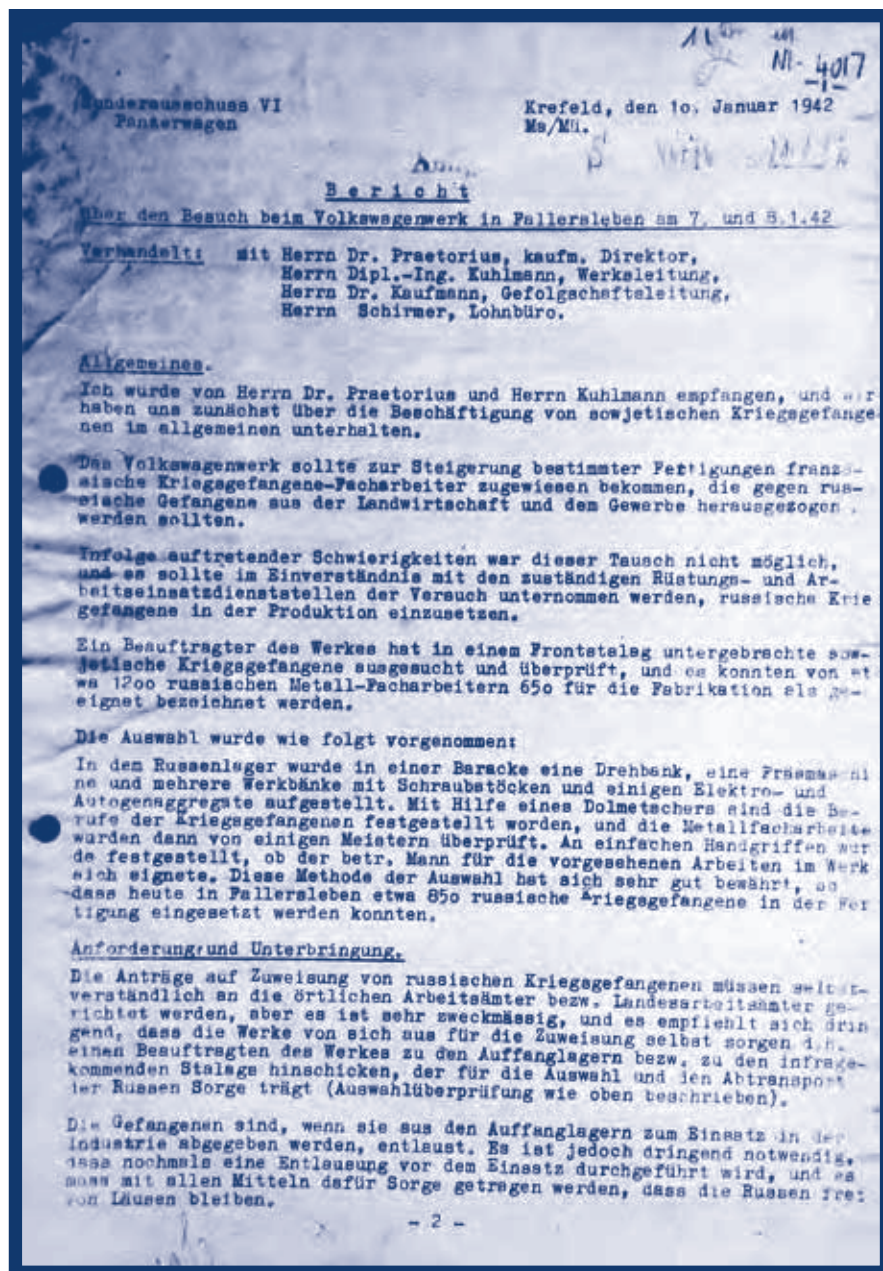 NI-4017
Sonderausschuss VI
Panzerwagen
Krefeld, den 1o. Januar 1942
Ms/Mü.
B e r i c h t
über den Besuch beim Volkswagenwerk in Fallersleben am 7. und 8.1.42
Verhandelt: mit Herrn Dr. Praetorius, kaufm. Direktor,
Herrn Dipl.-Ing. Kuhlmann, Werksleitung,
Herrn Dr. Kaufmann, Gefolgschaftsleitung,
Herrn Schirmer, Lohnbüro.
Allgemeines.
Ich wurde von Herrn Dr. Praetorius und Herrn Kuhlmann empfangen, und wir
haben uns zunächst über die Beschäftigung von sowjetischen Kriegsgefange-
nen im allgemeinen unterhalten.
Das Volkswagenwerk sollte zur Steigerung bestimmter Fertigungen franzö-
sische Kriegsgefangene-Facharbeiter zugewiesen bekommen, die gegen rus-
sische Gefangene aus der Landwirtschaft und dem Gewerbe herausgezogen
werden sollten.
Infolge auftretender Schwierigkeiten war dieser Tausch nicht möglich,
und es sollte im Einverständnis mit den zuständigen Rüstungs- und Ar-
beitseinsatzdienststellen der Versuch unternommen werden, russische Krie
gefangene in der Produktion einzusetzen.
Ein Beauftragter des Werkes hat in einem Frontstalag untergebrachte sow-
jetische Kriegsgefangene ausgesucht und überprüft, und es konnten von et
wa 12oo russischen Metall-Facharbeitern 65o für die Fabrikation als ge-
eignet bezeichnet werden.
Die Auswahl wurde wie folgt vorgenommen:
In dem Russenlager wurde in einer Baracke eine Drehbank, eine Fräsmaschi
ne und mehrere Werkbänke mit Schraubstöcken und einigen Elektro- und
Autogenaggregate aufgestellt. Mit Hilfe eines Dolmetschers sind die Be-
rufe der Kriegsgefangenen festgestellt worden, und die Metallfacharbeite
wurden dann von einigen Meistern überprüft. An einfachen Handgriffen wur
de festgestellt, ob der betr. Mann für die vorgesehenen Arbeiten im Werk
sich eignete. Diese Methode der Auswahl hat sich sehr gut bewährt, so
dass heute in Fallersleben etwa 85o russische Kriegsgefangene in der Fer
tigung eingesetzt werden konnten.
Anforderung und Unterbringung.
Die Anträge auf Zuweisung von russischen Kriegsgefangenen müssen selbst-
verständlich an die örtlichen Arbeitsämter bezw. Landesarbeitsämter ge-
richtet werden, aber es ist sehr zweckmässig, und es empfiehlt sich drin
gend, dass die Werke von sich aus für die Zuweisung selbst sorgen d.h.
einen Beauftragten des Werkes zu den Auffanglagern bezw. zu den infrage-
kommenden Stalags hinschicken, der für die Auswahl und den Abtransport
der Russen Sorge trägt (Auswahlüberprüfung wie oben beschrieben).
Die Gefangenen sind, wenn sie aus den Auffanglagern zum Einsatz in der
Industrie abgegeben werden, entlaust. Es ist jedoch dringend notwendig,
dass nochmals eine Entlausung vor dem Einsatz durchgeführt wird, und es
muss mit allen Mitteln dafür Sorge getragen werden, dass die Russen frei
von Läusen bleiben.
- 2 -